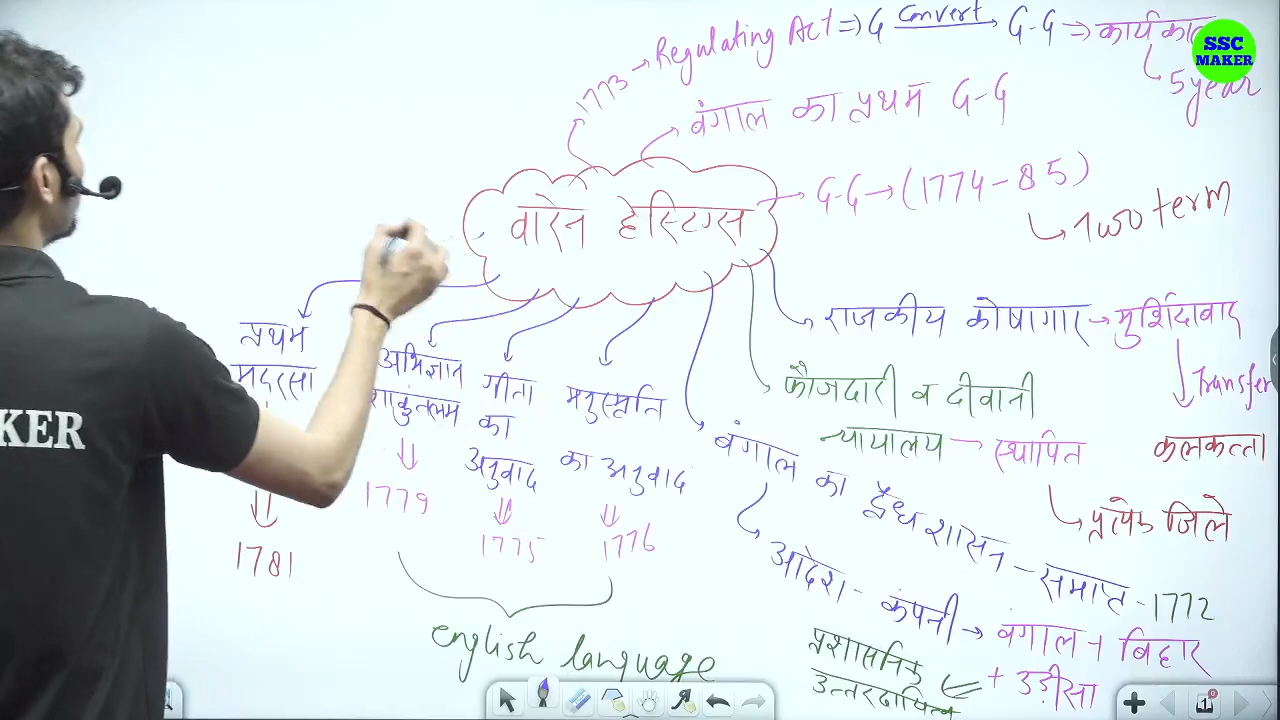 1773 → Regulating Act ⇒ G convert G-G ⇒ कार्यकाल
5 year
SSC
MAKER
बंगाल का प्रथम G-G
वारेन हेस्टिंग्स
G-G → (1774-85)
Two term
राजकीय कोषागार → मुर्शिदाबाद
Transfer
कलकत्ता
फौजदारी व दीवानी
न्यायालय → स्थापित
प्रत्येक जिले
बंगाल का द्वैध शासन - समाप्त - 1772
आदेश - कंपनी → बंगाल + बिहार
+ उड़ीसा
प्रशासनिक
उत्तरदायित्व
मनुस्मृति
का अनुवाद
1776
गीता
का
अनुवाद
1775
अभिज्ञान
शाकुंतलम
1779
english language
प्रथम
मदरसा
1781
KER
1